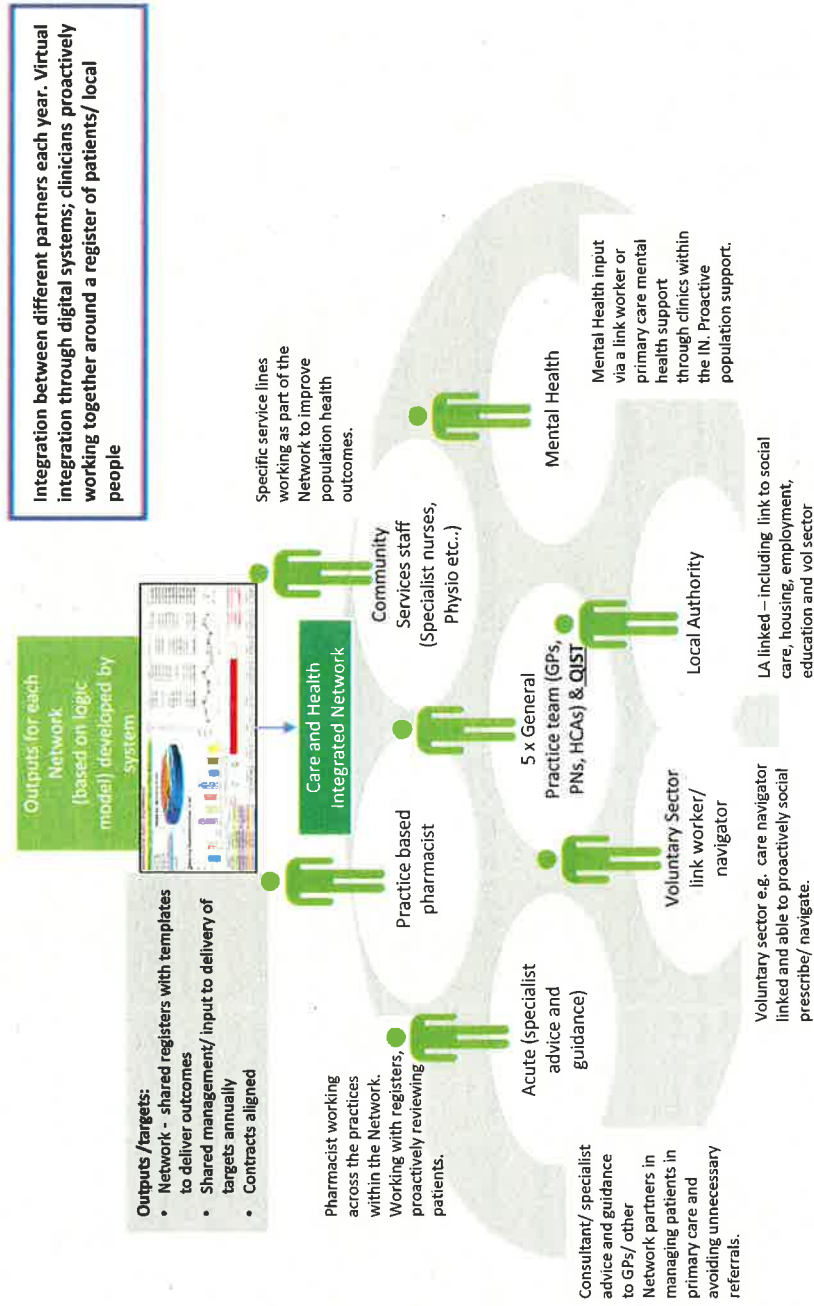 Integration between different partners each year. Virtual
integration through digital systems; clinicians proactively
working together around a register of patients/ local
people
Outputs for each
Network
(based on logic
model) developed by
system
Outputs /targets:
• Network - shared registers with templates
to deliver outcomes
• Shared management/ input to delivery of
targets annually
• Contracts aligned
Care and Health
Integrated Network
Specific service lines
working as part of the
Network to improve
population health
outcomes.
Pharmacist working
across the practices
within the Network.
Working with registers,
proactively reviewing
patients.
Practice based
pharmacist
Community
Services staff
(Specialist nurses,
Physio etc..)
Acute (specialist
advice and
guidance)
5 x General
Practice team (GPs,
PNs, HCAs) & QIST
Mental Health
Consultant/ specialist
advice and guidance
to GPs/ other
Network partners in
managing patients in
primary care and
avoiding unnecessary
referrals.
Voluntary Sector
link worker/
navigator
Local Authority
Mental Health input
via a link worker or
primary care mental
health support
through clinics within
the IN. Proactive
population support.
Voluntary sector e.g. care navigator
linked and able to proactively social
prescribe/ navigate.
LA linked – including link to social
care, housing, employment,
education and vol sector